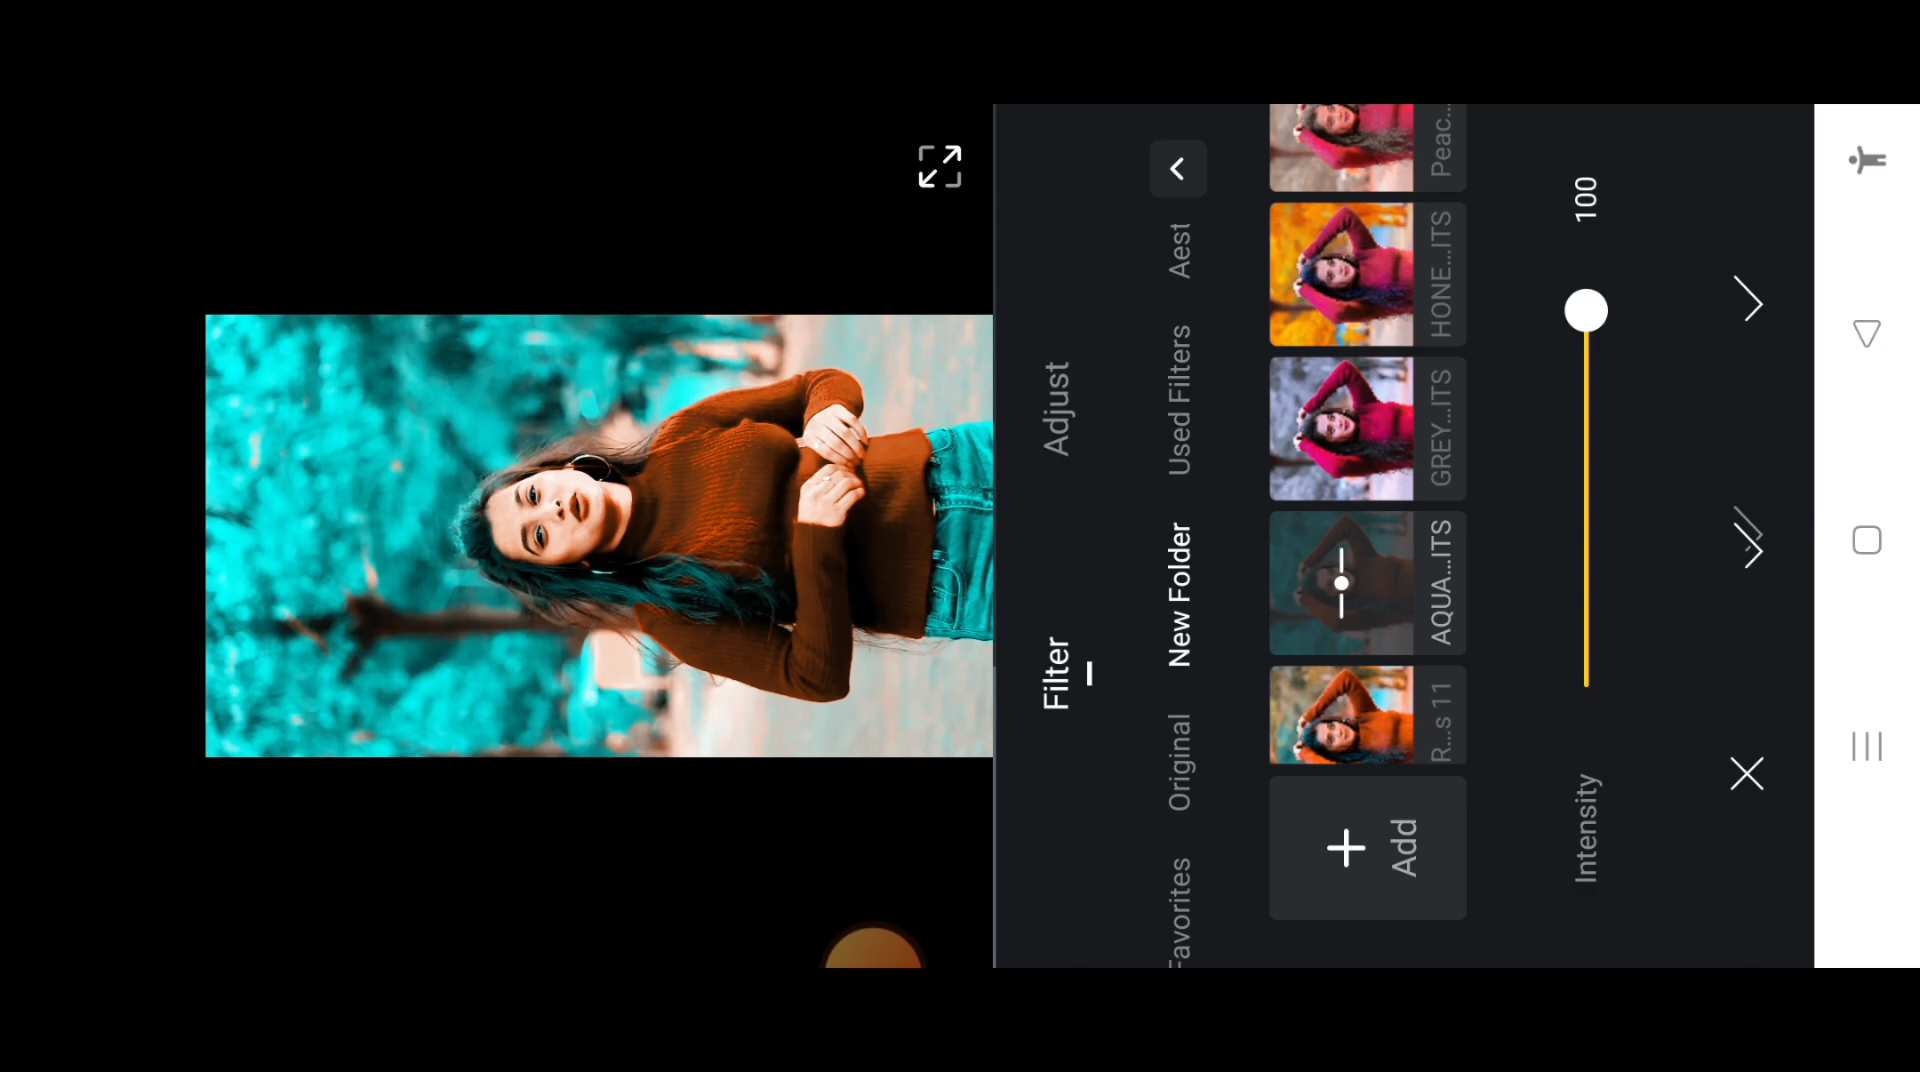 Filter
Adjust
Favorites
Original
New Folder
Used Filters
Aest
Add
R...s 11
AQUA...ITS
GREY...ITS
HONE...ITS
Peac...
Intensity
100